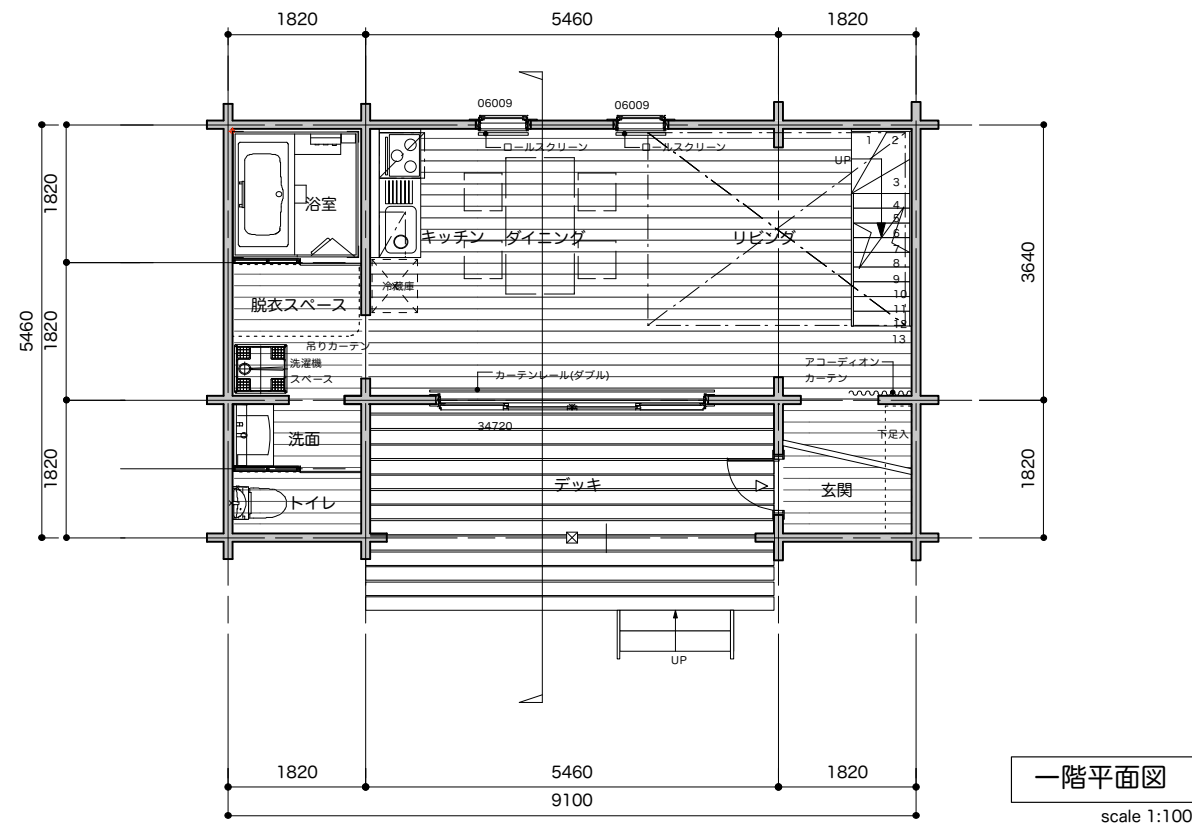 1820
5460
1820
06009
06009
ロールスクリーン
ロールスクリーン
1
2
UP
3
4
5
6
7
8
9
10
11
12
13
浴室
キッチン
ダイニング
リビング
冷蔵庫
脱衣スペース
吊りカーテン
洗濯機
スペース
カーテンレール(ダブル)
アコーディオン
カーテン
34720
洗面
下足入
デッキ
玄関
トイレ
UP
1820
1820
1820
5460
3640
1820
1820
5460
1820
9100
一階平面図
scale 1:100